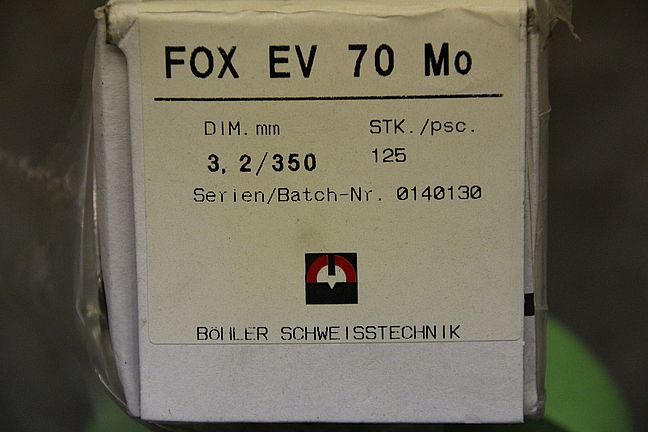 FOX EV 70 Mo
DIM. mm STK./psc.
3, 2/350 125
Serien/Batch-Nr. 0140130
BÖHLER SCHWEISSTECHNIK